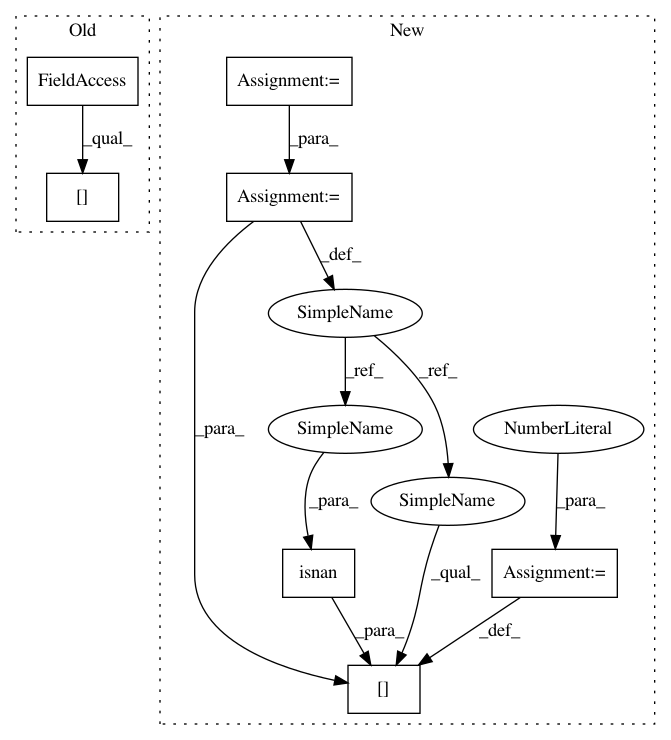 Old
New
FieldAccess
Assignment:=
_qual_
_para_
[]
Assignment:=
_def_
SimpleName
_ref_
_ref_
_para_
SimpleName
NumberLiteral
_para_
SimpleName
_para_
isnan
_qual_
Assignment:=
_para_
_def_
[]